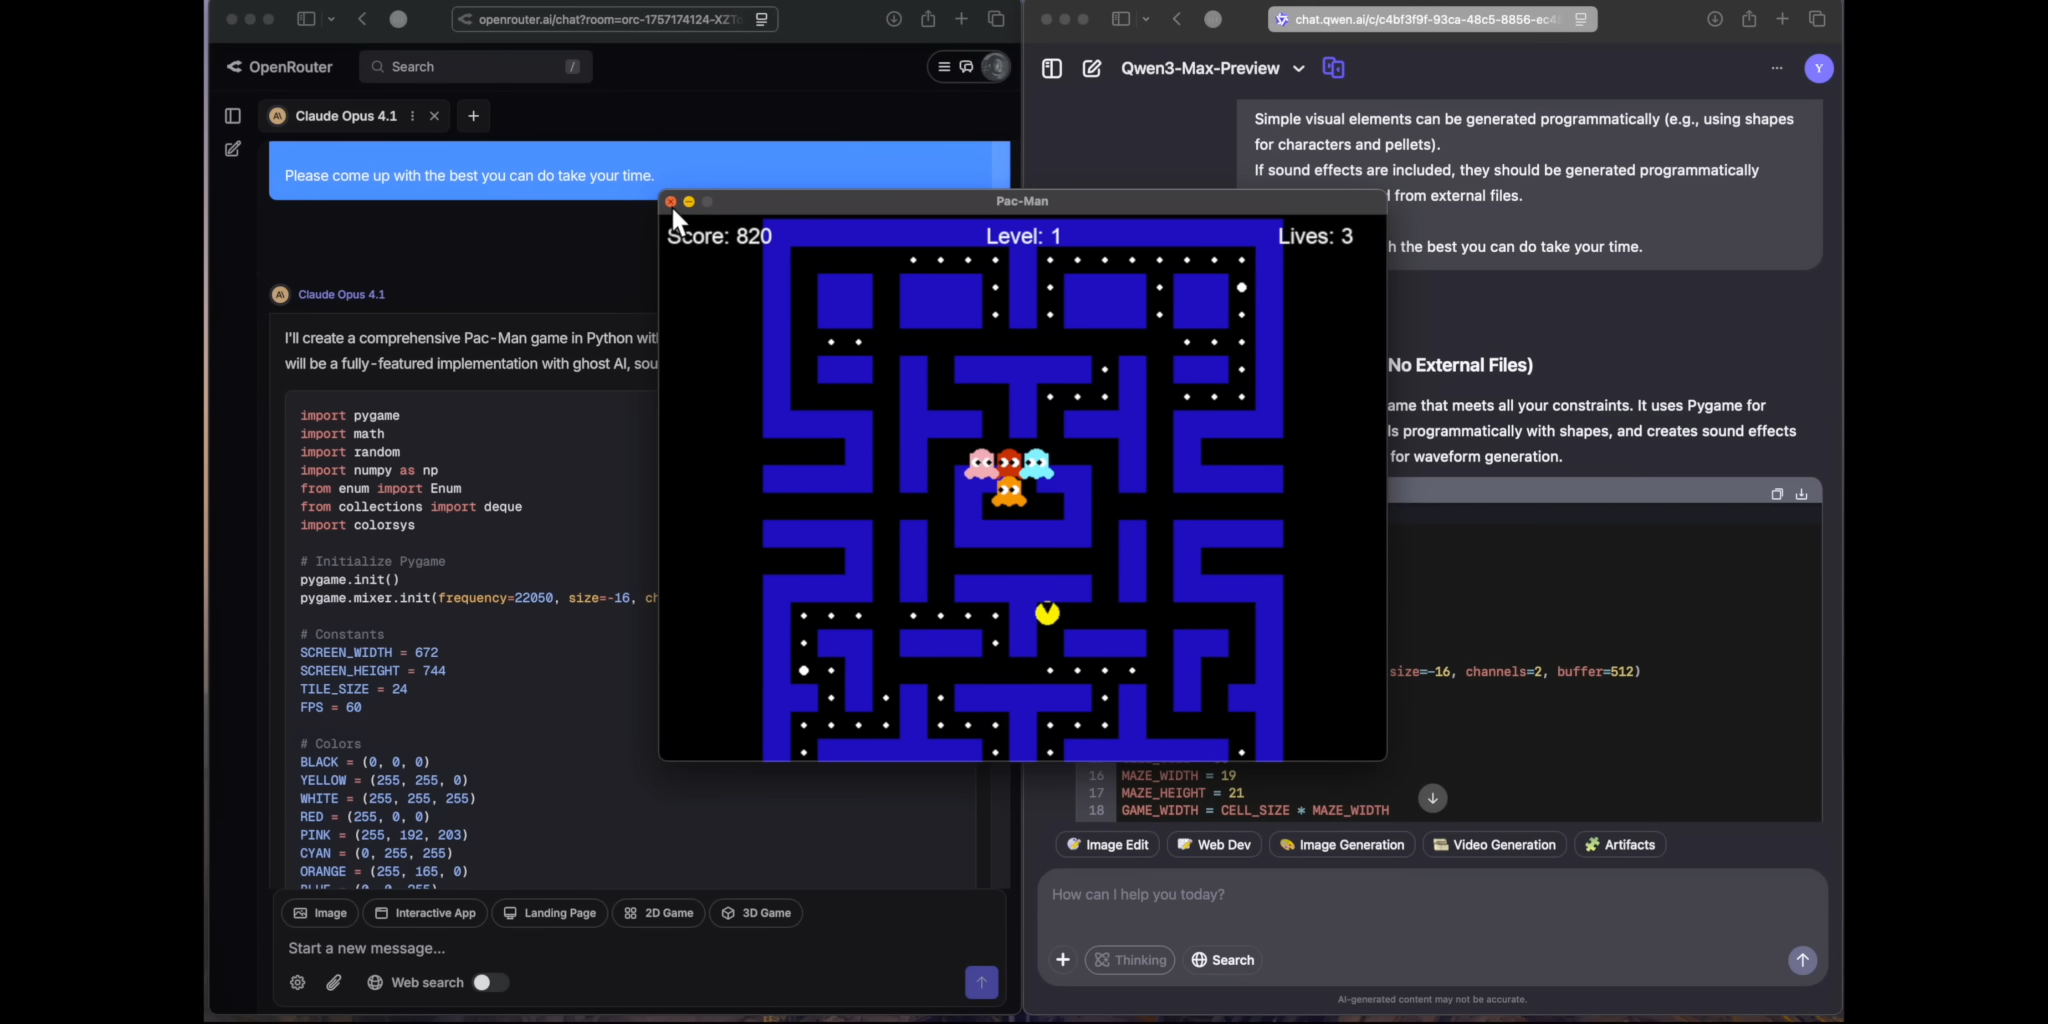 openrouter.ai/chat?room=orc-1757174124-XZT
OpenRouter
Search
/
Claude Opus 4.1
Please come up with the best you can do take your time.
Claude Opus 4.1
I'll create a comprehensive Pac-Man game in Python
will be a fully-featured implementation with ghost AI,
import pygame
import math
import random
import numpy as np
from enum import Enum
from collections import deque
import colorsys
# Initialize Pygame
pygame.init()
pygame.mixer.init(frequency=22050, size=-16,
# Constants
SCREEN_WIDTH = 672
SCREEN_HEIGHT = 744
TILE_SIZE = 24
FPS = 60
# Colors
BLACK = (0, 0, 0)
YELLOW = (255, 255, 0)
WHITE = (255, 255, 255)
RED = (255, 0, 0)
PINK = (255, 192, 203)
CYAN = (0, 255, 255)
ORANGE = (255, 165, 0)
Image
Interactive App
Landing Page
2D Game
3D Game
Start a new message...
Web search
Pac-Man
Score: 820
Level: 1
Lives: 3
chat.qwen.ai/c/c4bf3f9f-93ca-48c5-8856-ec4
Qwen3-Max-Preview
Y
Simple visual elements can be generated programmatically (e.g., using shapes
for characters and pellets).
If sound effects are included, they should be generated programmatically
from external files.
the best you can do take your time.
No External Files)
ame that meets all your constraints. It uses Pygame for
ls programmatically with shapes, and creates sound effects
for waveform generation.
size=-16, channels=2, buffer=512)
16 MAZE_WIDTH = 19
17 MAZE_HEIGHT = 21
18 GAME_WIDTH = CELL_SIZE * MAZE_WIDTH
Image Edit
Web Dev
Image Generation
Video Generation
Artifacts
How can I help you today?
Thinking
Search
AI-generated content may not be accurate.